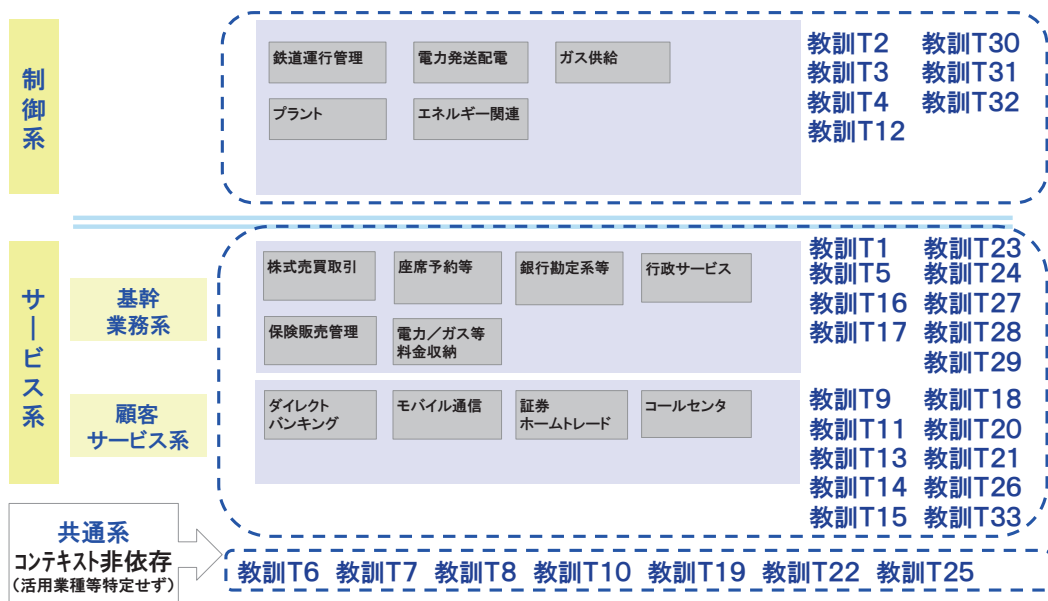 制御系
鉄道運行管理
電力発送配電
ガス供給
プラント
エネルギー関連
教訓T2 教訓T30
教訓T3 教訓T31
教訓T4 教訓T32
教訓T12
サービス系
基幹
業務系
株式売買取引
座席予約等
銀行勘定系等
行政サービス
保険販売管理
電力／ガス等
料金収納
教訓T1 教訓T23
教訓T5 教訓T24
教訓T16 教訓T27
教訓T17 教訓T28
教訓T29
顧客
サービス系
ダイレクト
バンキング
モバイル通信
証券
ホームトレード
コールセンタ
教訓T9 教訓T18
教訓T11 教訓T20
教訓T13 教訓T21
教訓T14 教訓T26
教訓T15 教訓T33
共通系
コンテキスト非依存
（活用業種等特定せず）
教訓T6 教訓T7 教訓T8 教訓T10 教訓T19 教訓T22 教訓T25